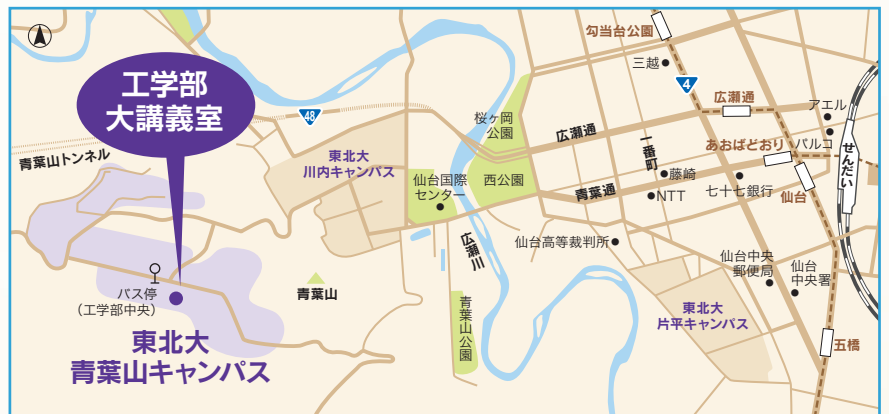 勾当台公園
三越
4
広瀬通
アエル
パルコ
工学部
大講義室
48
桜ヶ岡
公園
広瀬通
一番町
あおばどおり
せんだい
青葉山トンネル
東北大
川内キャンパス
仙台国際
センター
西公園
青葉通
藤崎
NTT
七十七銀行
仙台
広瀬川
仙台高等裁判所
仙台中央
郵便局
仙台
中央署
バス停
（工学部中央）
青葉山
青葉山公園
東北大
片平キャンパス
五橋
東北大
青葉山キャンパス